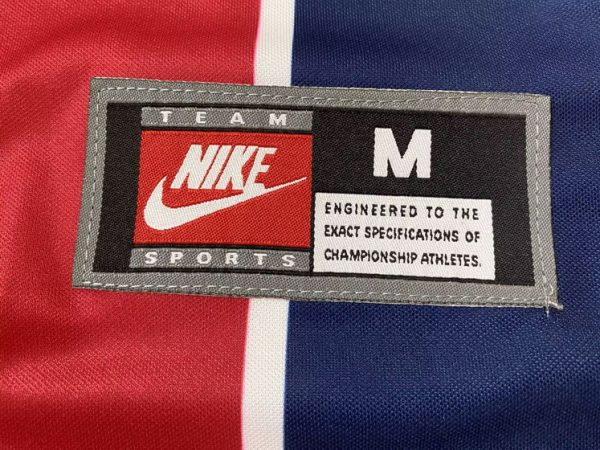 TEAM
NIKE
SPORTS
M
ENGINEERED TO THE
EXACT SPECIFICATIONS OF
CHAMPIONSHIP ATHLETES.